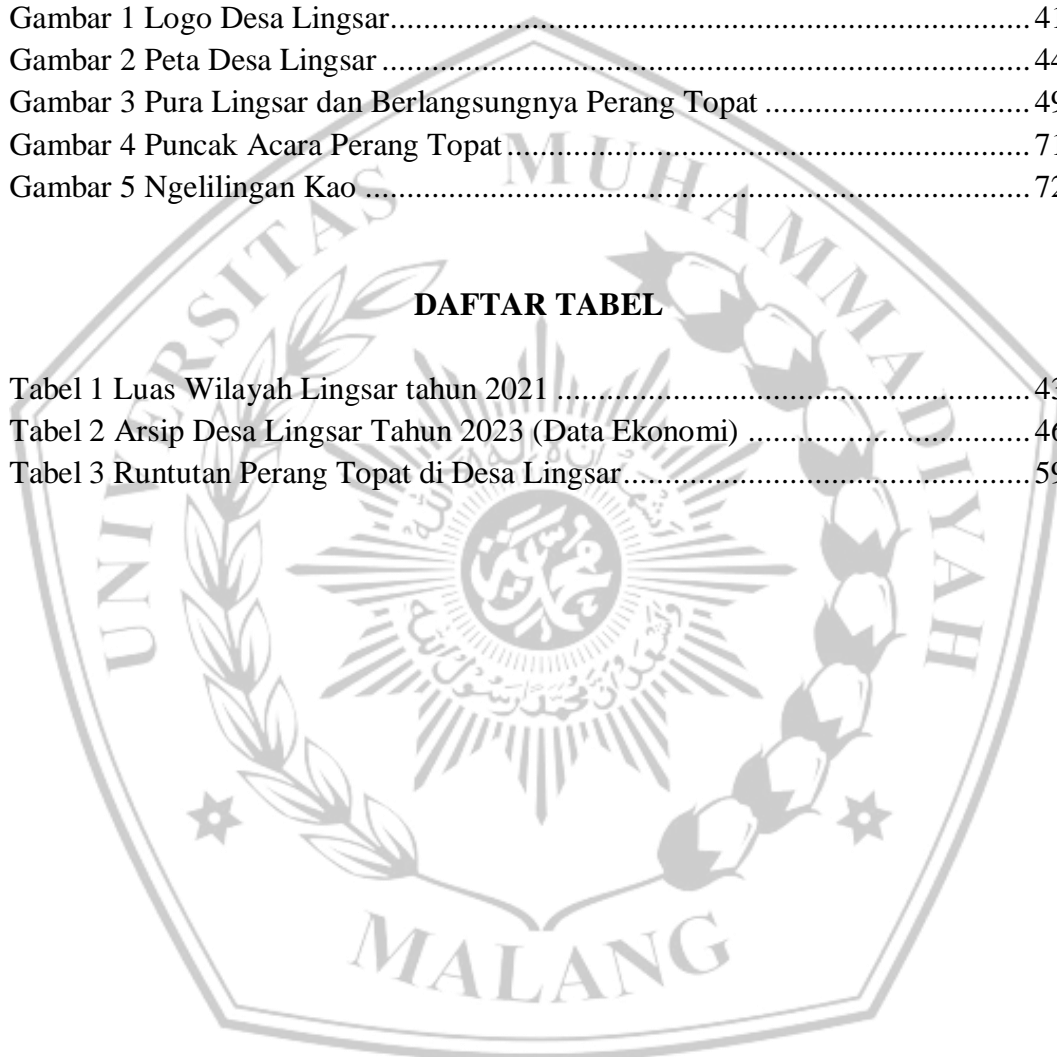 Gambar 1 Logo Desa Lingsar.......................................................................... 41
Gambar 2 Peta Desa Lingsar .......................................................................... 44
Gambar 3 Pura Lingsar dan Berlangsungnya Perang Topat .................................. 49
Gambar 4 Puncak Acara Perang Topat ................................................................ 71
Gambar 5 Ngelilingan Kao .................................................................................. 72
DAFTAR TABEL
Tabel 1 Luas Wilayah Lingsar tahun 2021 ........................................................... 43
Tabel 2 Arsip Desa Lingsar Tahun 2023 (Data Ekonomi) .................................... 46
Tabel 3 Runtutan Perang Topat di Desa Lingsar................................................... 59
UNIVERSITAS MUHAMMADIYAH
MALANG